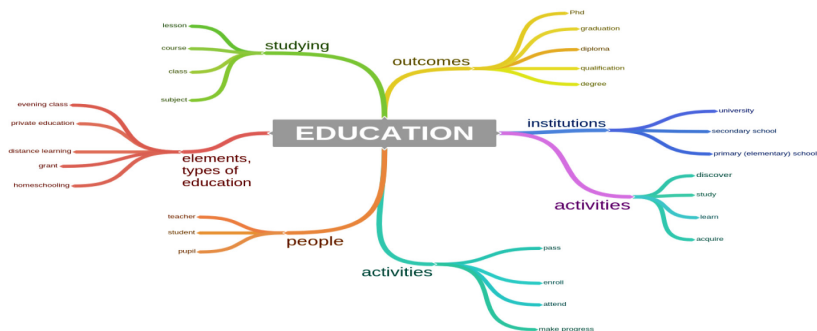 EDUCATION
studying
lesson
course
class
subject
outcomes
Phd
graduation
diploma
qualification
degree
institutions
university
secondary school
primary (elementary) school
activities
discover
study
learn
acquire
activities
pass
enroll
attend
make progress
people
teacher
student
pupil
elements,
types of
education
evening class
private education
distance learning
grant
homeschooling